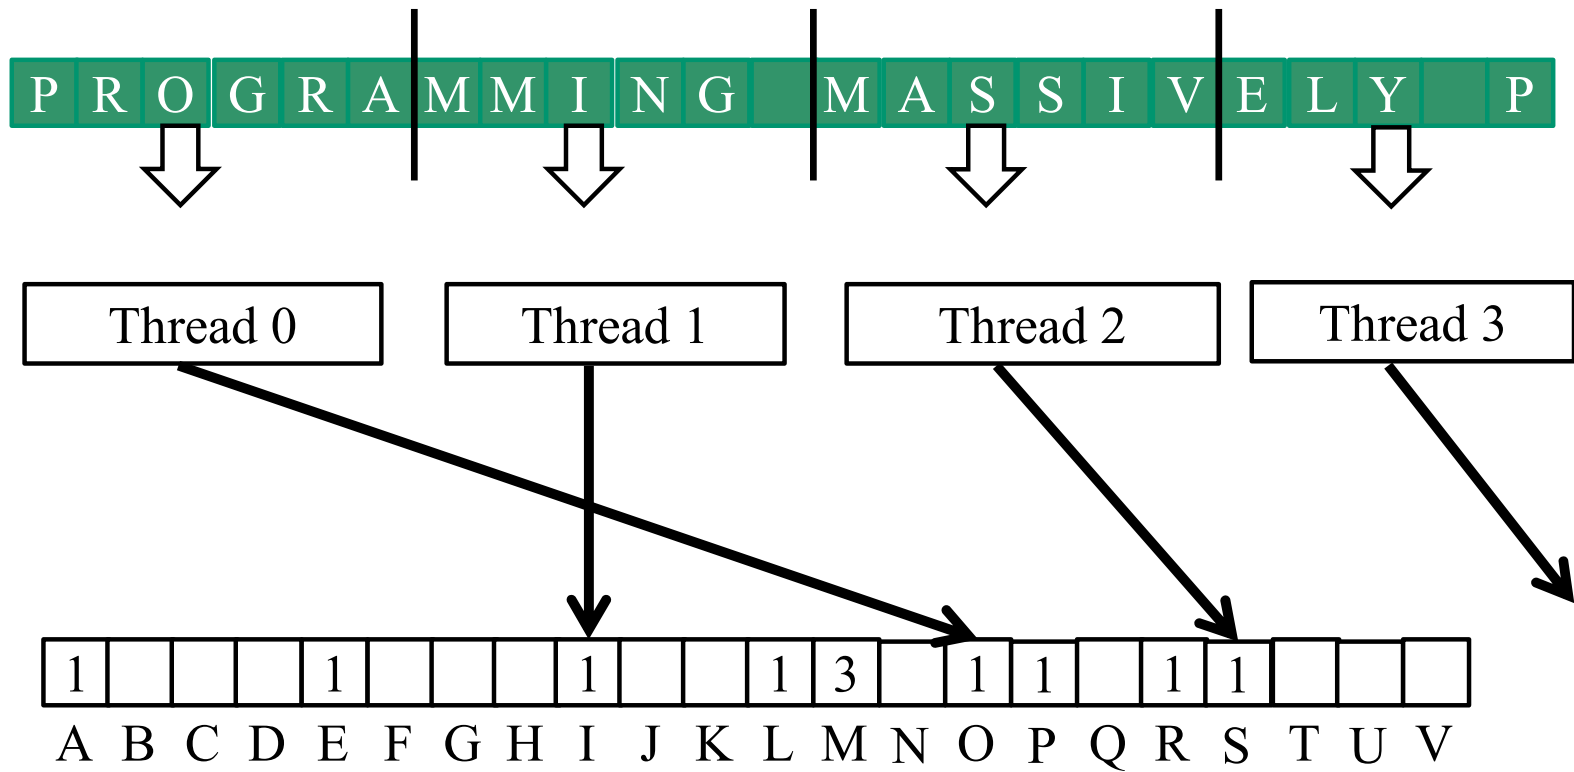 P R O G R A M M I N G M A S S I V E L Y P
Thread 0 Thread 1 Thread 2 Thread 3
1 1 1 1 3 1 1 1 1
A B C D E F G H I J K L M N O P Q R S T U V